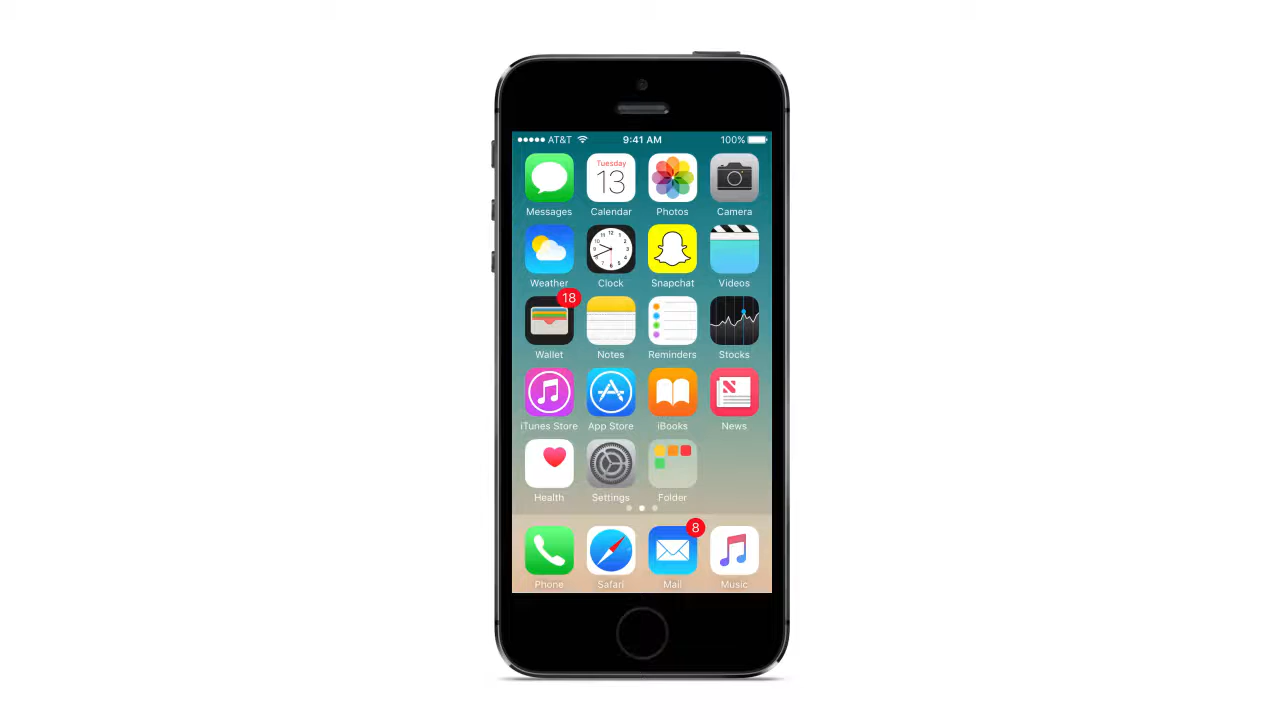 AT&T 9:41 AM 100%
Tuesday
13
Messages Calendar Photos Camera
12
Weather Clock Snapchat Videos
18
Wallet Notes Reminders Stocks
iTunes Store App Store iBooks News
Health Settings Folder
8
Phone Safari Mail Music